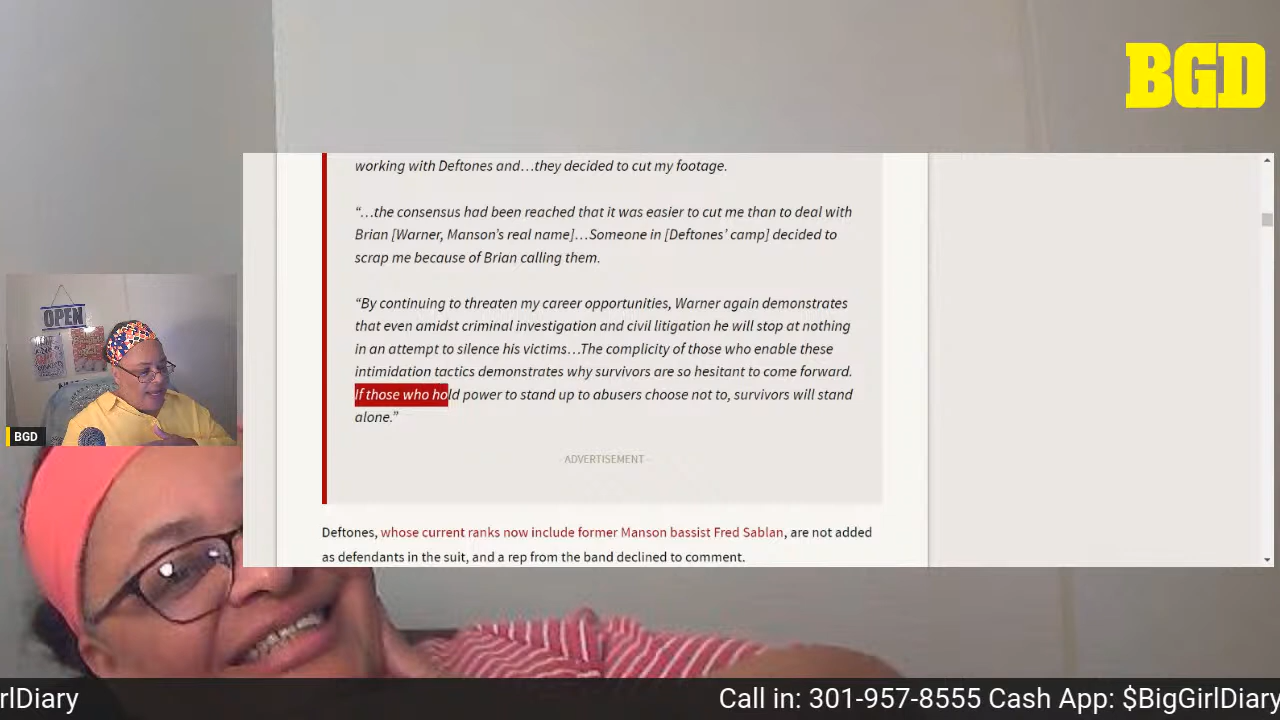 BGD
working with Deftones and…they decided to cut my footage.
“…the consensus had been reached that it was easier to cut me than to deal with
Brian [Warner, Manson’s real name]…Someone in [Deftones’ camp] decided to
scrap me because of Brian calling them.
“By continuing to threaten my career opportunities, Warner again demonstrates
that even amidst criminal investigation and civil litigation he will stop at nothing
in an attempt to silence his victims…The complicity of those who enable these
intimidation tactics demonstrates why survivors are so hesitant to come forward.
If those who hold power to stand up to abusers choose not to, survivors will stand
alone.”
- ADVERTISEMENT -
Deftones, whose current ranks now include former Manson bassist Fred Sablan, are not added
as defendants in the suit, and a rep from the band declined to comment.
OPEN
BGD
rlDiary
Call in: 301-957-8555 Cash App: $BigGirlDiary